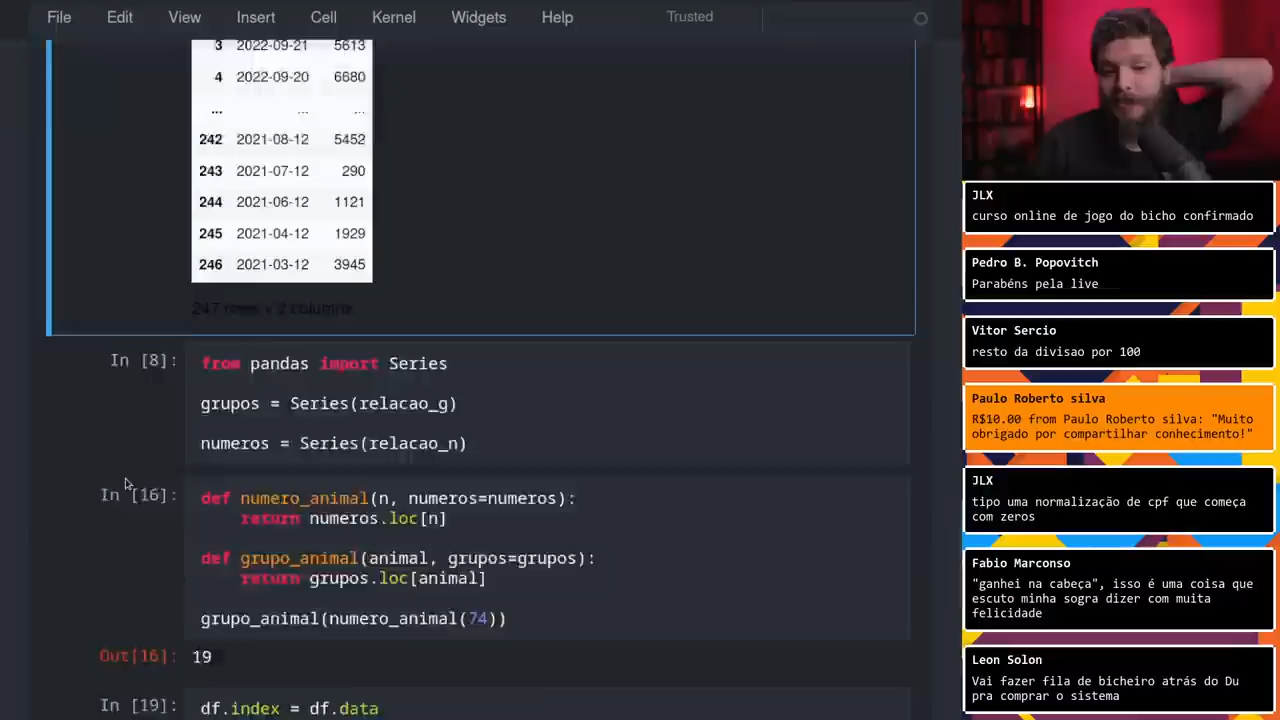 File Edit View Insert Cell Kernel Widgets Help Trusted
3 2022-09-21 5613
4 2022-09-20 6680
... ... ...
242 2021-08-12 5452
243 2021-07-12 290
244 2021-06-12 1121
245 2021-04-12 1929
246 2021-03-12 3945
247 rows × 2 columns
In [8]:
from pandas import Series
grupos = Series(relacao_g)
numeros = Series(relacao_n)
In [16]:
def numero_animal(n, numeros=numeros):
return numeros.loc[n]
def grupo_animal(animal, grupos=grupos):
return grupos.loc[animal]
grupo_animal(numero_animal(74))
Out[16]: 19
In [19]: df.index = df.data
JLX
curso online de jogo do bicho confirmado
Pedro B. Popovitch
Parabéns pela live
Vitor Sercio
resto da divisao por 100
Paulo Roberto silva
R$10.00 from Paulo Roberto silva: "Muito
obrigado por compartilhar conhecimento!"
JLX
tipo uma normalização de cpf que começa
com zeros
Fabio Marconso
"ganhei na cabeça", isso é uma coisa que
escuto minha sogra dizer com muita
felicidade
Leon Solon
Vai fazer fila de bicheiro atrás do Du
pra comprar o sistema